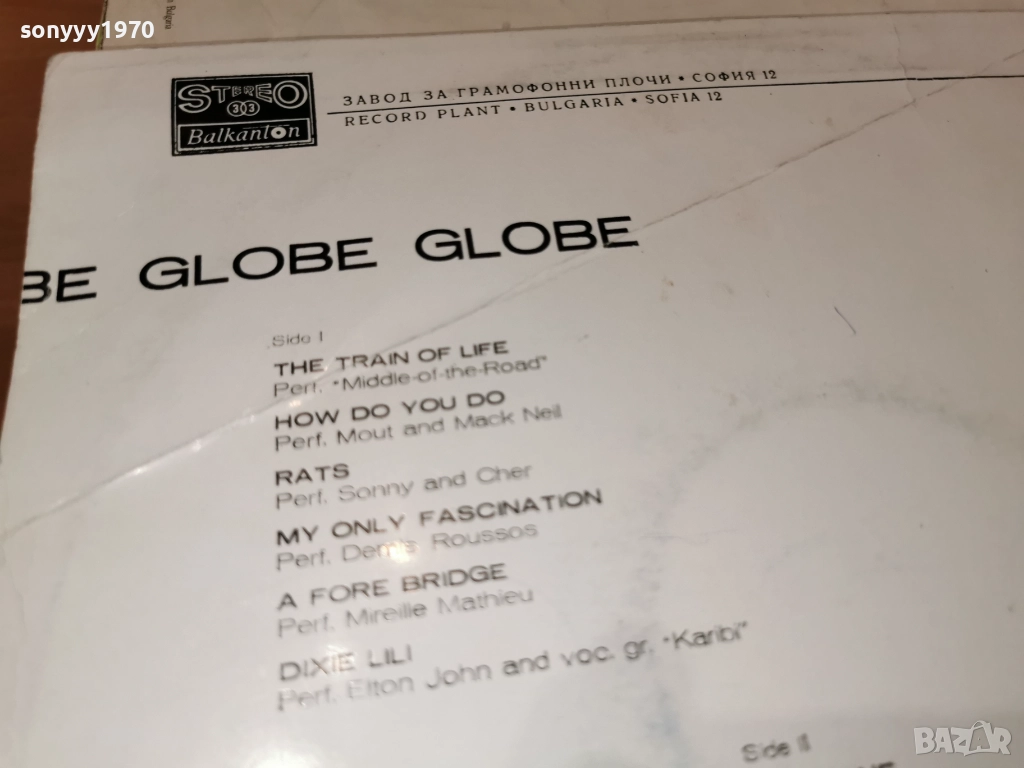 sonyyy1970
STEREO
33
Balkanton
ЗАВОД ЗА ГРАМОФОННИ ПЛОЧИ • СОФИЯ 12
RECORD PLANT • BULGARIA • SOFIA 12
BE GLOBE GLOBE
Side I
THE TRAIN OF LIFE
Perf. "Middle-of-the-Road"
HOW DO YOU DO
Perf. Mout and Mack Neil
RATS
Perf. Sonny and Cher
MY ONLY FASCINATION
Perf. Demis Roussos
A FORE BRIDGE
Perf. Mireille Mathieu
DIXIE LILI
Perf. Elton John and voc. gr. "Karibi"
Side II
BAZAR